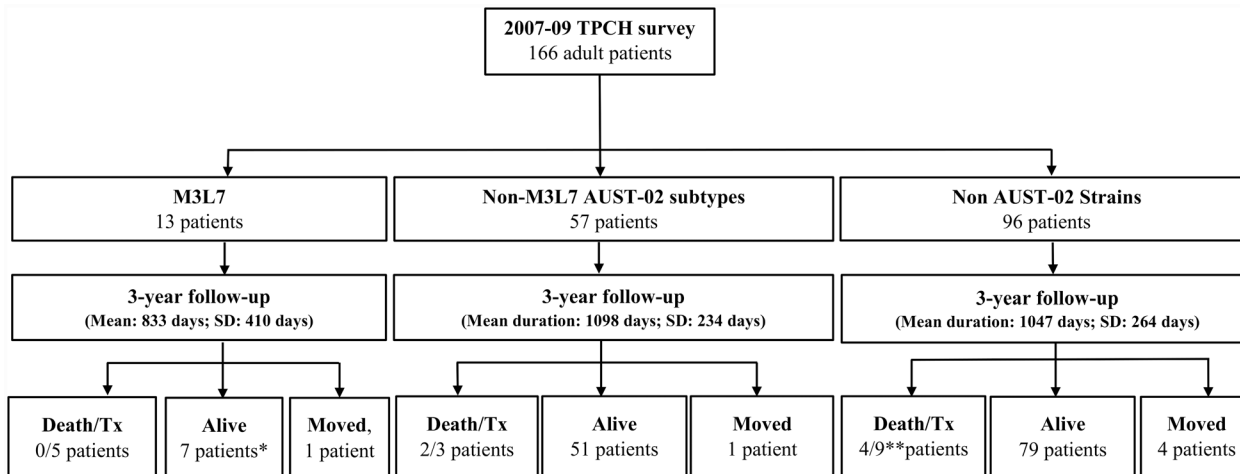 2007-09 TPCH survey
166 adult patients
M3L7
13 patients
Non-M3L7 AUST-02 subtypes
57 patients
Non AUST-02 Strains
96 patients
3-year follow-up
(Mean: 833 days; SD: 410 days)
3-year follow-up
(Mean duration: 1098 days; SD: 234 days)
3-year follow-up
(Mean duration: 1047 days; SD: 264 days)
Death/Tx
0/5 patients
Alive
7 patients*
Moved,
1 patient
Death/Tx
2/3 patients
Alive
51 patients
Moved
1 patient
Death/Tx
4/9**patients
Alive
79 patients
Moved
4 patients